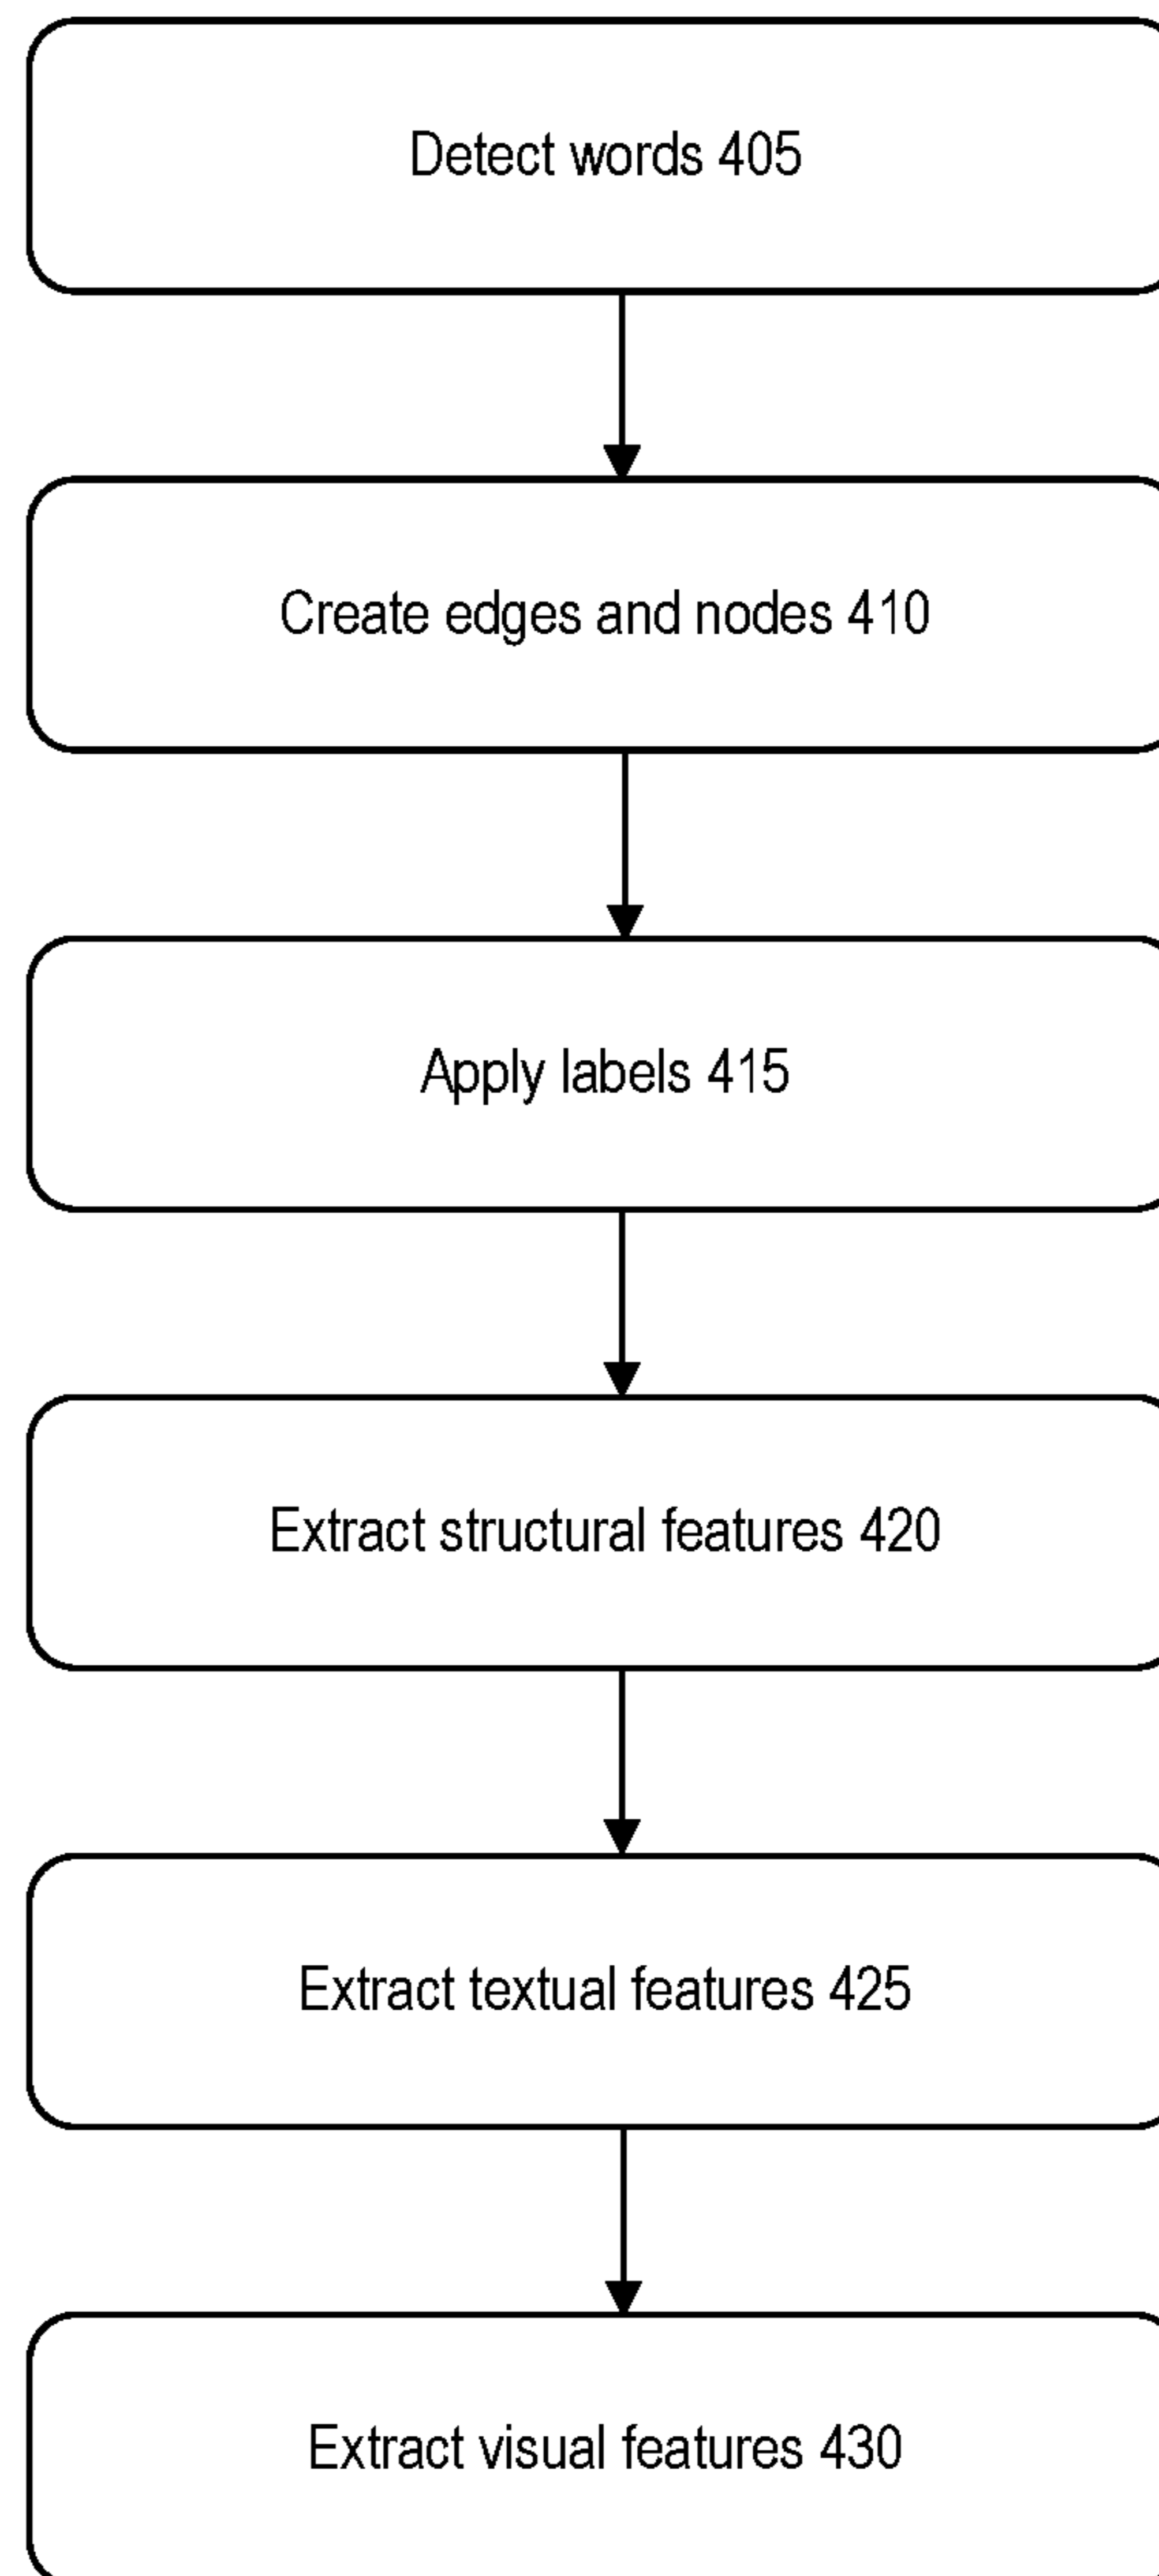 Detect words 405
Create edges and nodes 410
Apply labels 415
Extract structural features 420
Extract textual features 425
Extract visual features 430